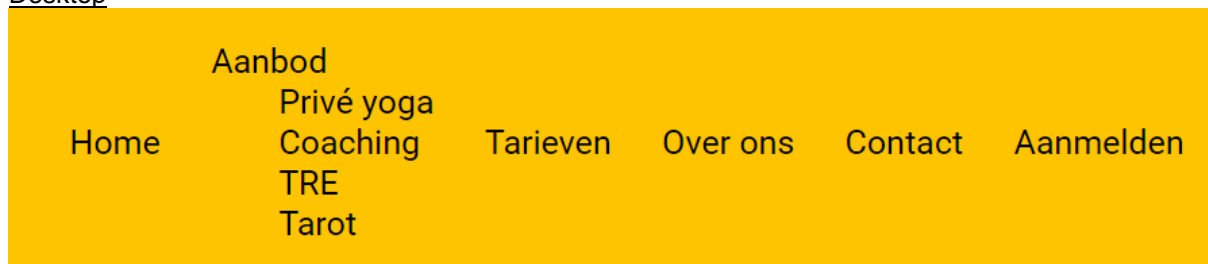 Desktop
Aanbod
Privé yoga
Home Coaching Tarieven Over ons Contact Aanmelden
TRE
Tarot